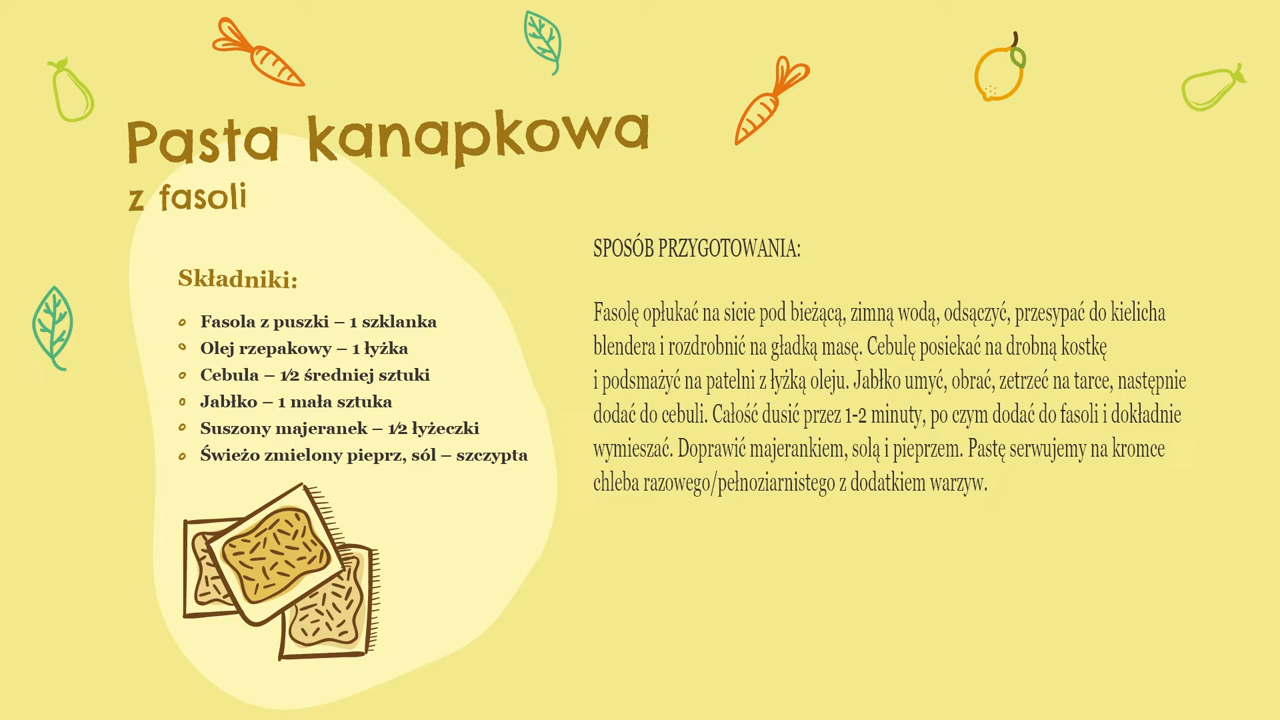 Pasta kanapkowa
z fasoli
Składniki:
Fasola z puszki – 1 szklanka
Olej rzepakowy – 1 łyżka
Cebula – 1⁄2 średniej sztuki
Jabłko – 1 mała sztuka
Suszony majeranek – 1⁄2 łyżeczki
Świeżo zmielony pieprz, sól – szczypta
SPOSÓB PRZYGOTOWANIA:
Fasolę opłukać na sicie pod bieżącą, zimną wodą, odsączyć, przesypać do kielicha
blendera i rozdrobnić na gładką masę. Cebulę posiekać na drobną kostkę
i podsmażyć na patelni z łyżką oleju. Jabłko umyć, obrać, zetrzeć na tarce, następnie
dodać do cebuli. Całość dusić przez 1-2 minuty, po czym dodać do fasoli i dokładnie
wymieszać. Doprawić majerankiem, solą i pieprzem. Pastę serwujemy na kromce
chleba razowego/pełnoziarnistego z dodatkiem warzyw.